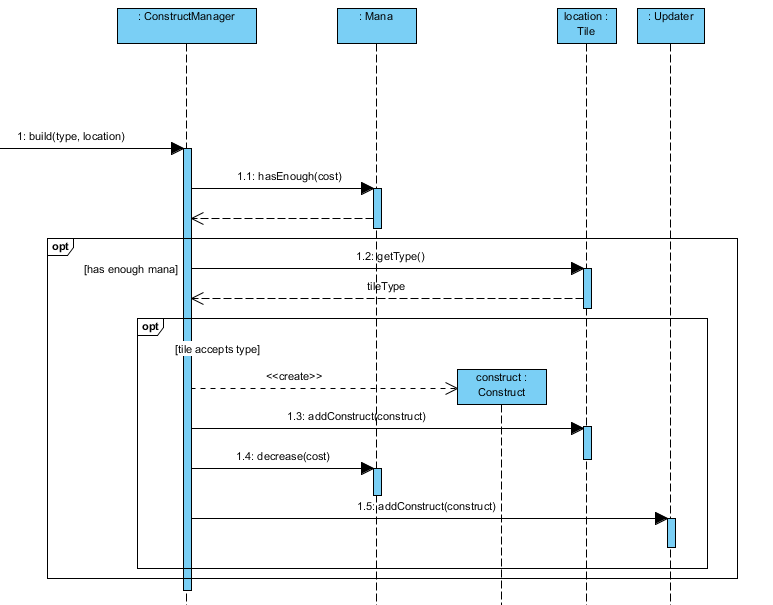 : ConstructManager
: Mana
location :
Tile
: Updater
1: build(type, location)
1.1: hasEnough(cost)
opt
[has enough mana]
1.2: getType()
tileType
opt
[tile accepts type]
<<create>>
construct :
Construct
1.3: addConstruct(construct)
1.4: decrease(cost)
1.5: addConstruct(construct)